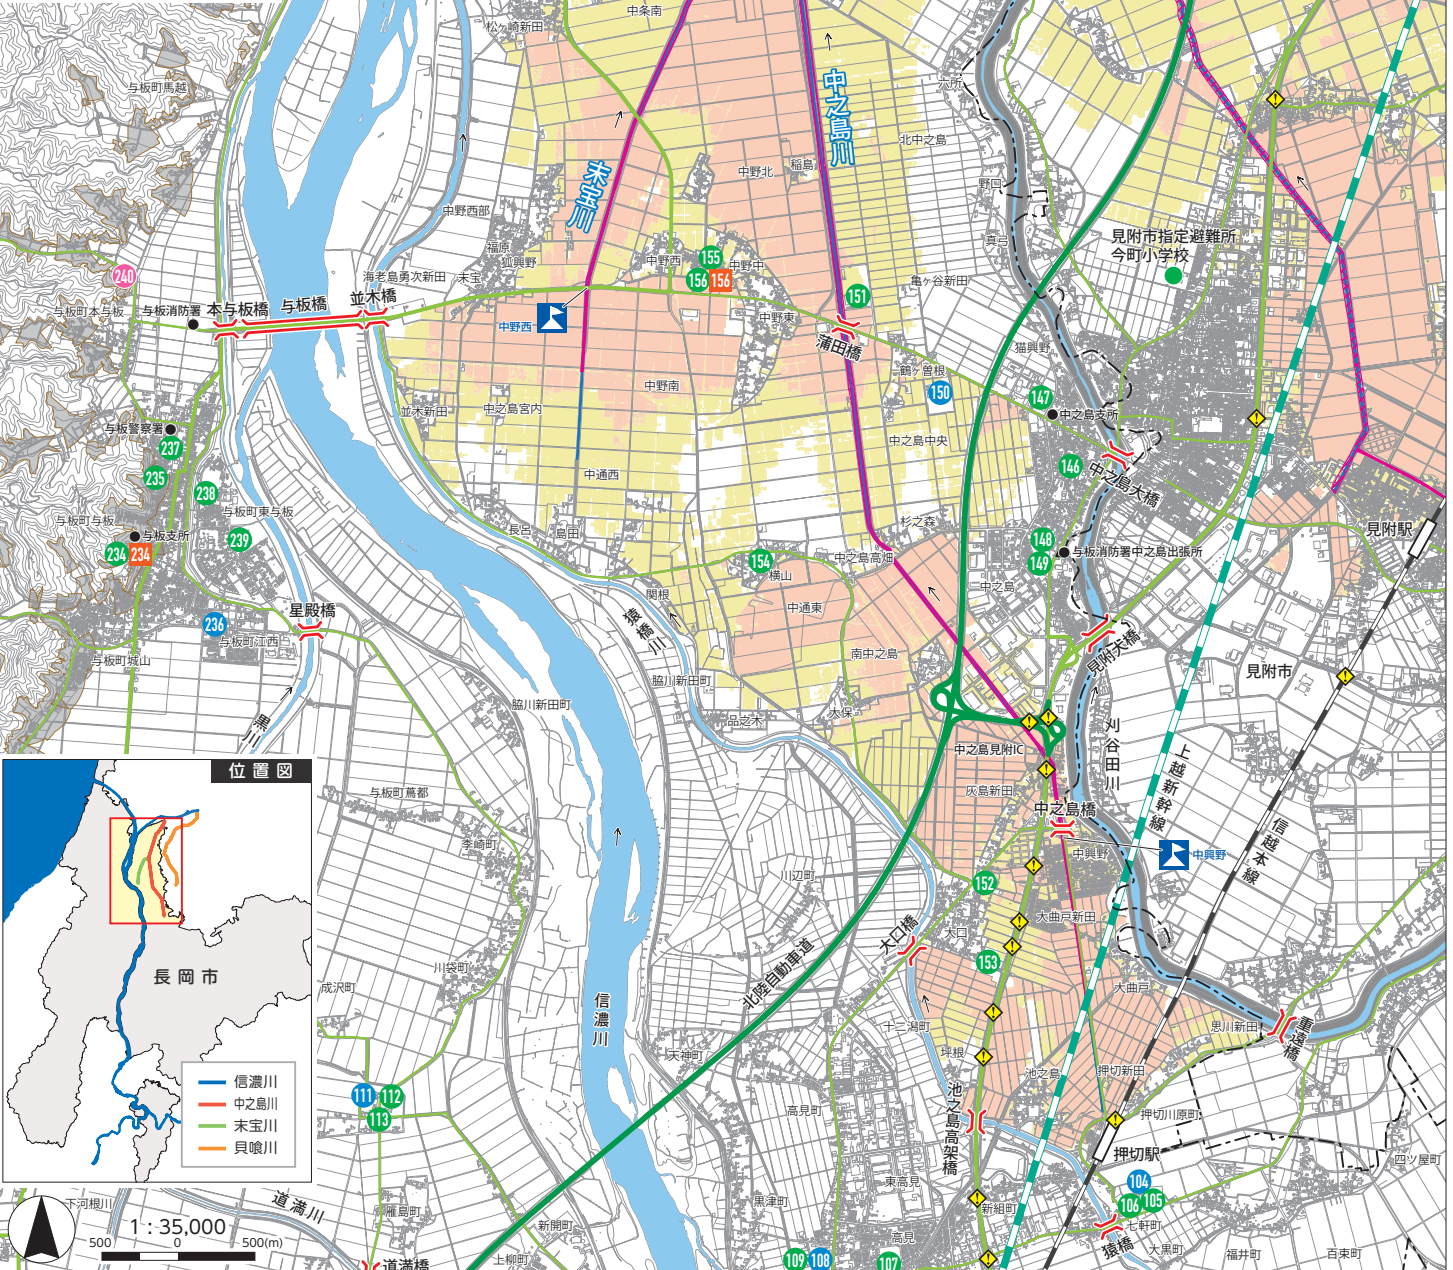 松ヶ崎新田
中条南
与板町馬越
六所
中之島川
北中之島
中野北
稲島
末宝川
野口
中野西部
真弓
見附市指定避難所
今町小学校
福原
狐興野
中野西
155
中野中
156
156
240
海老島勇次新田
末宝
亀ヶ谷新田
151
与板町本与板
与板消防署
本与板橋
与板橋
並木橋
中野西
中野東
蒲田橋
猫興野
鶴ヶ曽根
中野南
150
147
中之島支所
並木新田
中之島宮内
与板警察署
237
中之島中央
235
238
中通西
146
中之島大橋
与板町東与板
与板町与板
与板支所
239
234
234
長呂
島田
杉之森
見附駅
148
与板消防署中之島出張所
149
154
横山
中之島高畑
中之島
関根
中通東
星殿橋
236
猿橋川
与板町江西
見附大橋
与板町城山
南中之島
見附市
脇川新田町
脇川新田町
品之木
大保
黒川
中之島見附IC
刈谷田川
上越新幹線
位置図
与板町蔦都
灰島新田
中之島橋
信越本線
李崎町
中興野
中興野
川辺町
152
大曲戸新田
大口橋
大口
153
長岡市
川袋町
北陸自動車道
成沢町
大曲戸
信濃川
十二潟町
思川新田
重遠橋
天神町
坪根
池之島
押切新田
信濃川
中之島川
末宝川
貝喰川
111
112
113
高見町
池之島高架橋
押切川原町
押切駅
四ツ屋町
東高見
104
106
105
下河根川
道満川
雁島町
黒津町
新組町
七軒町
1：35,000
新開町
高見
猿橋
大黒町
福井町
百束町
500
0
500(m)
上柳町
道満橋
109
108
107